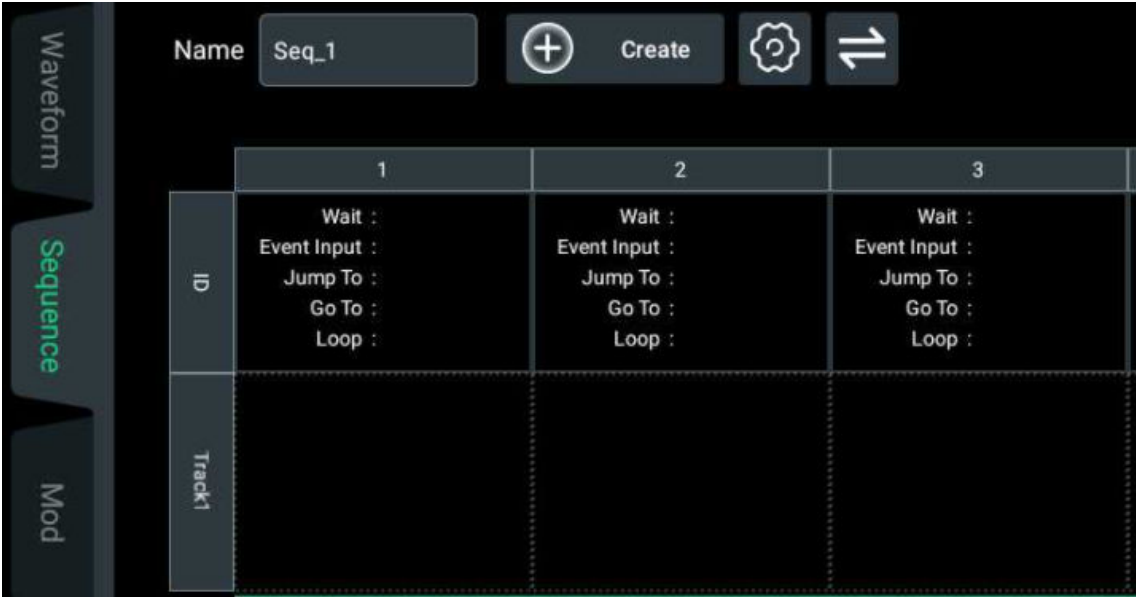 Waveform
Sequence
Mod
Name Seq_1 Create
1 2 3
ID
Wait : Wait : Wait :
Event Input : Event Input : Event Input :
Jump To : Jump To : Jump To :
Go To : Go To : Go To :
Loop : Loop : Loop :
Track1